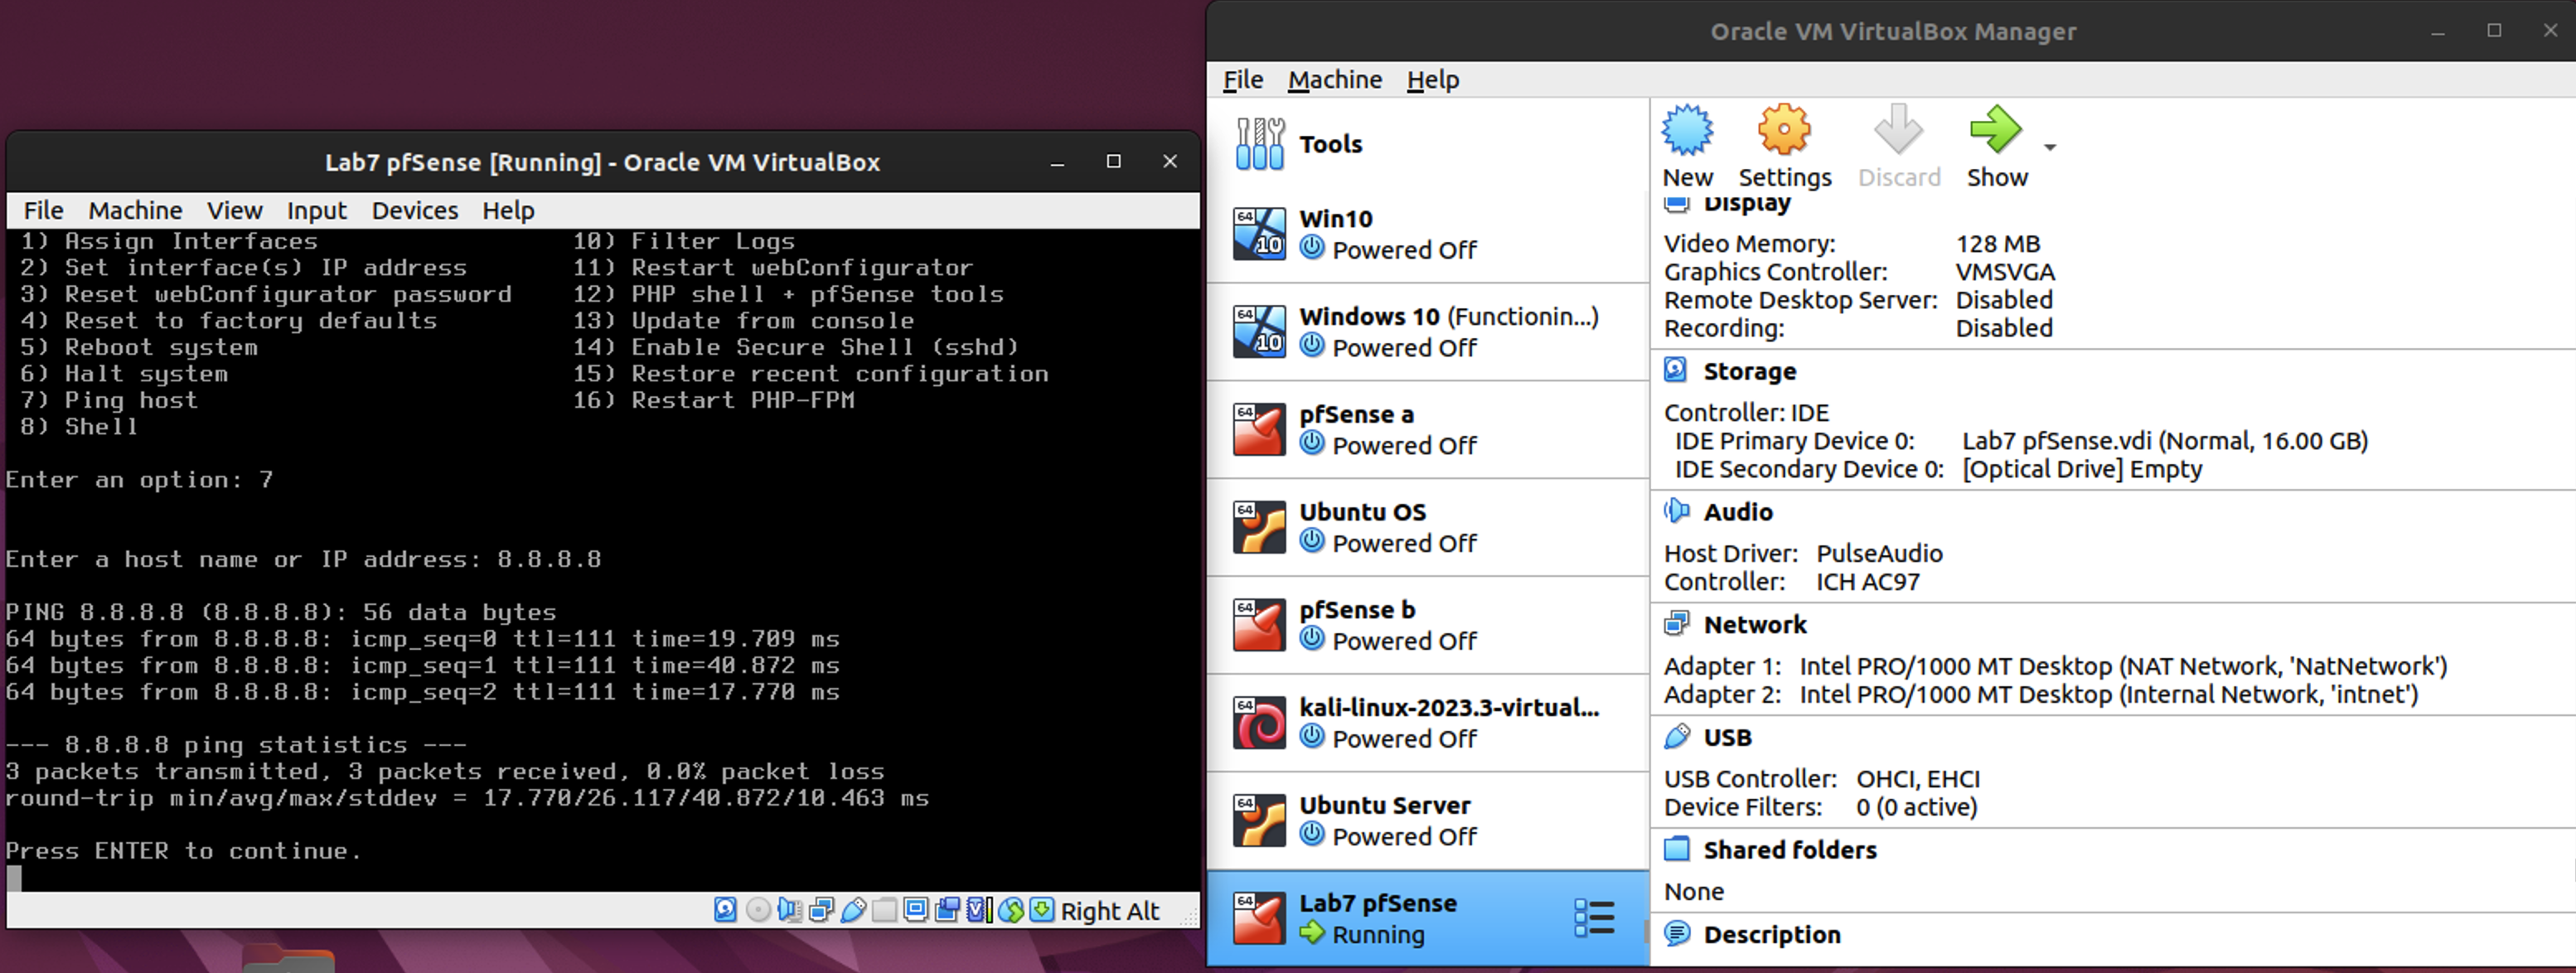 Lab7 pfSense [Running] - Oracle VM VirtualBox
File Machine View Input Devices Help
1) Assign Interfaces 10) Filter Logs
2) Set interface(s) IP address 11) Restart webConfigurator
3) Reset webConfigurator password 12) PHP shell + pfSense tools
4) Reset to factory defaults 13) Update from console
5) Reboot system 14) Enable Secure Shell (sshd)
6) Halt system 15) Restore recent configuration
7) Ping host 16) Restart PHP-FPM
8) Shell
Enter an option: 7
Enter a host name or IP address: 8.8.8.8
PING 8.8.8.8 (8.8.8.8): 56 data bytes
64 bytes from 8.8.8.8: icmp_seq=0 ttl=111 time=19.709 ms
64 bytes from 8.8.8.8: icmp_seq=1 ttl=111 time=40.872 ms
64 bytes from 8.8.8.8: icmp_seq=2 ttl=111 time=17.770 ms
--- 8.8.8.8 ping statistics ---
3 packets transmitted, 3 packets received, 0.0% packet loss
round-trip min/avg/max/stddev = 17.770/26.117/40.872/10.463 ms
Press ENTER to continue.
Right Alt
Oracle VM VirtualBox Manager
File Machine Help
Tools
64 10
Win10
Powered Off
64 10
Windows 10 (Functionin...)
Powered Off
64
pfSense a
Powered Off
64
Ubuntu OS
Powered Off
64
pfSense b
Powered Off
64
kali-linux-2023.3-virtual...
Powered Off
64
Ubuntu Server
Powered Off
64
Lab7 pfSense
Running
New Settings Discard Show
Display
Video Memory: 128 MB
Graphics Controller: VMSVGA
Remote Desktop Server: Disabled
Recording: Disabled
Storage
Controller: IDE
IDE Primary Device 0: Lab7 pfSense.vdi (Normal, 16.00 GB)
IDE Secondary Device 0: [Optical Drive] Empty
Audio
Host Driver: PulseAudio
Controller: ICH AC97
Network
Adapter 1: Intel PRO/1000 MT Desktop (NAT Network, 'NatNetwork')
Adapter 2: Intel PRO/1000 MT Desktop (Internal Network, 'intnet')
USB
USB Controller: OHCI, EHCI
Device Filters: 0 (0 active)
Shared folders
None
Description